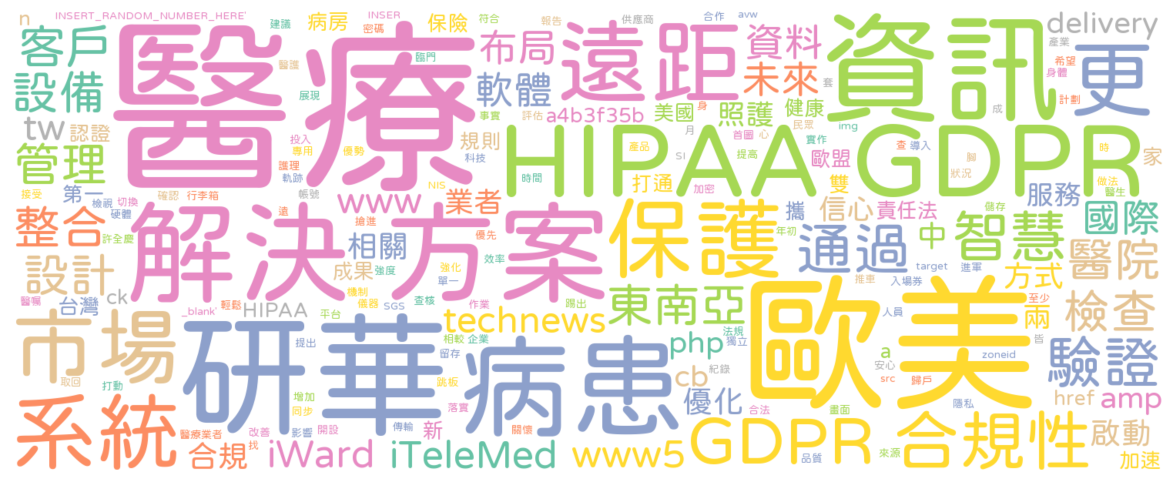 n INSERT_RANDOM_NUMBER_HERE` 建議 病房 密碼 INSER 保險 符合 報告 供應商 合作 avw delivery
客戶 設備 醫療 醫護 臨門 展現 布局 軟體 事實 遠距 評估 a4b3f35b 資料 未來 套 資訊 更 產業 希望 身體 計劃
tw 認證 管理 投入 專用 優勢 護理 軌跡 科技 規則 月 美國 身 照護 首圖 心 健康 民眾 實作 img 成
HIPAA GDPR 歐盟 查 導入 腳 狀況 時 做法 醫生 家
接受 第一 檢視 切換 硬體 確認 行李箱 帳號 遠 www NIS 搶進 業者 優先 時間 產品 SI 提高 打通 加密 雙 攜 信心 責任法 服務 儲存
整合 許全慶 解決方案 相關 成果 強度 強化 單一 效率 保護 年初 通過 中 智慧 國際
設計 醫囑 台灣 ck _blank` 輕鬆 HIPAA 機制 儀器 SGS 查核 作業 踢出 東南亞 推車 入場券 target 進軍 方式 至少 兩 醫院 檢查
市場 取回 打動 研華 提出 平台 technews 相較 企業 留存 病患 php 法規 獨立 歐美 人員 a 安心 zoneid 皆 驗證
系統 增加 同步 傳輸 跳板 落實 cb 紀錄 優化 合法 畫面 src 歸戶 隱私 href amp
醫療業者 合規 改善 找 影響 開設 iWard 新 關懷 iTeleMed www5 GDPR 品質 來源 合規性 啟動 加速